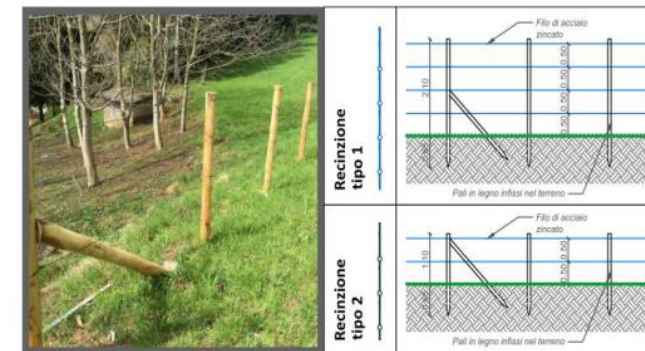 Recinzione
tipo 1
Filo di acciaio
zincato
2.10
0.50
0.50
0.50
0.50
Pali in legno infissi nel terreno
Recinzione
tipo 2
Filo di acciaio
zincato
1.10
0.50
0.50
Pali in legno infissi nel terreno